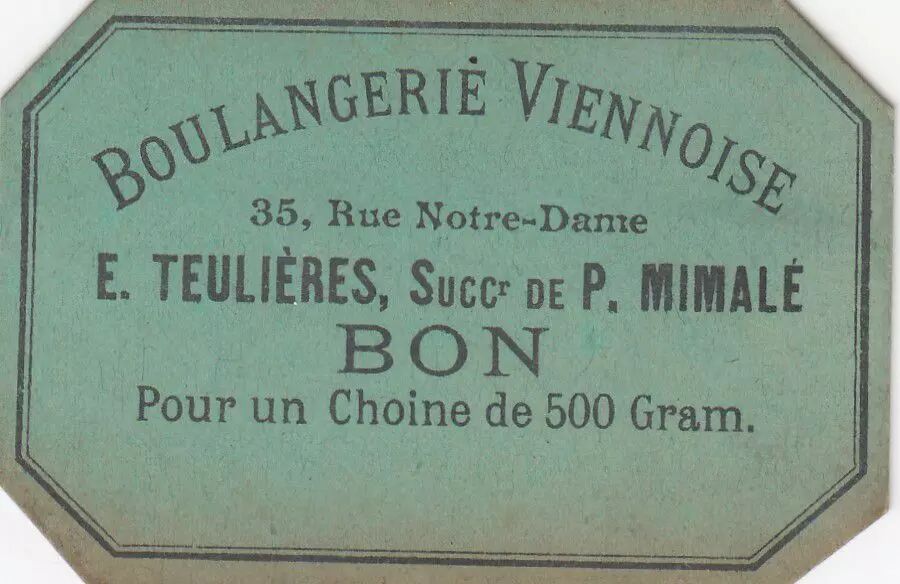 BOULANGERIE VIENNOISE
35, Rue Notre-Dame
E. TEULIÈRES, Succr DE P. MIMALÉ
BON
Pour un Choine de 500 Gram.